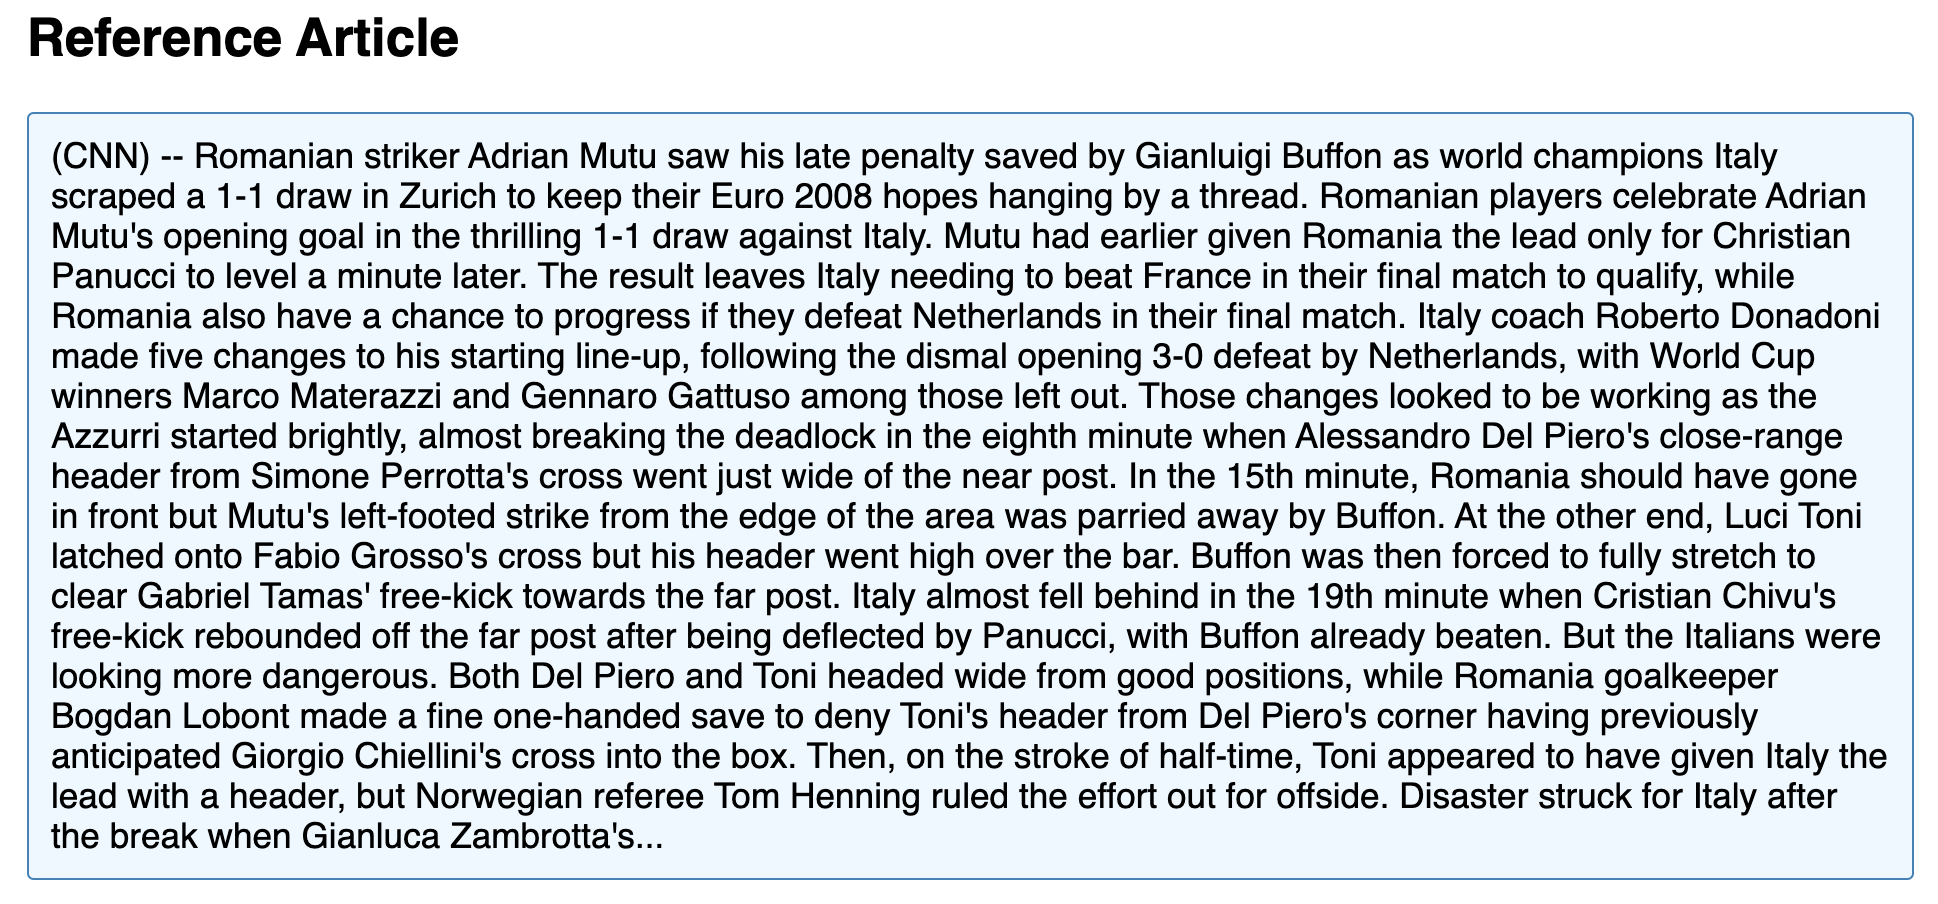 Reference Article
(CNN) -- Romanian striker Adrian Mutu saw his late penalty saved by Gianluigi Buffon as world champions Italy
scraped a 1-1 draw in Zurich to keep their Euro 2008 hopes hanging by a thread. Romanian players celebrate Adrian
Mutu's opening goal in the thrilling 1-1 draw against Italy. Mutu had earlier given Romania the lead only for Christian
Panucci to level a minute later. The result leaves Italy needing to beat France in their final match to qualify, while
Romania also have a chance to progress if they defeat Netherlands in their final match. Italy coach Roberto Donadoni
made five changes to his starting line-up, following the dismal opening 3-0 defeat by Netherlands, with World Cup
winners Marco Materazzi and Gennaro Gattuso among those left out. Those changes looked to be working as the
Azzurri started brightly, almost breaking the deadlock in the eighth minute when Alessandro Del Piero's close-range
header from Simone Perrotta's cross went just wide of the near post. In the 15th minute, Romania should have gone
in front but Mutu's left-footed strike from the edge of the area was parried away by Buffon. At the other end, Luci Toni
latched onto Fabio Grosso's cross but his header went high over the bar. Buffon was then forced to fully stretch to
clear Gabriel Tamas' free-kick towards the far post. Italy almost fell behind in the 19th minute when Cristian Chivu's
free-kick rebounded off the far post after being deflected by Panucci, with Buffon already beaten. But the Italians were
looking more dangerous. Both Del Piero and Toni headed wide from good positions, while Romania goalkeeper
Bogdan Lobont made a fine one-handed save to deny Toni's header from Del Piero's corner having previously
anticipated Giorgio Chiellini's cross into the box. Then, on the stroke of half-time, Toni appeared to have given Italy the
lead with a header, but Norwegian referee Tom Henning ruled the effort out for offside. Disaster struck for Italy after
the break when Gianluca Zambrotta's...